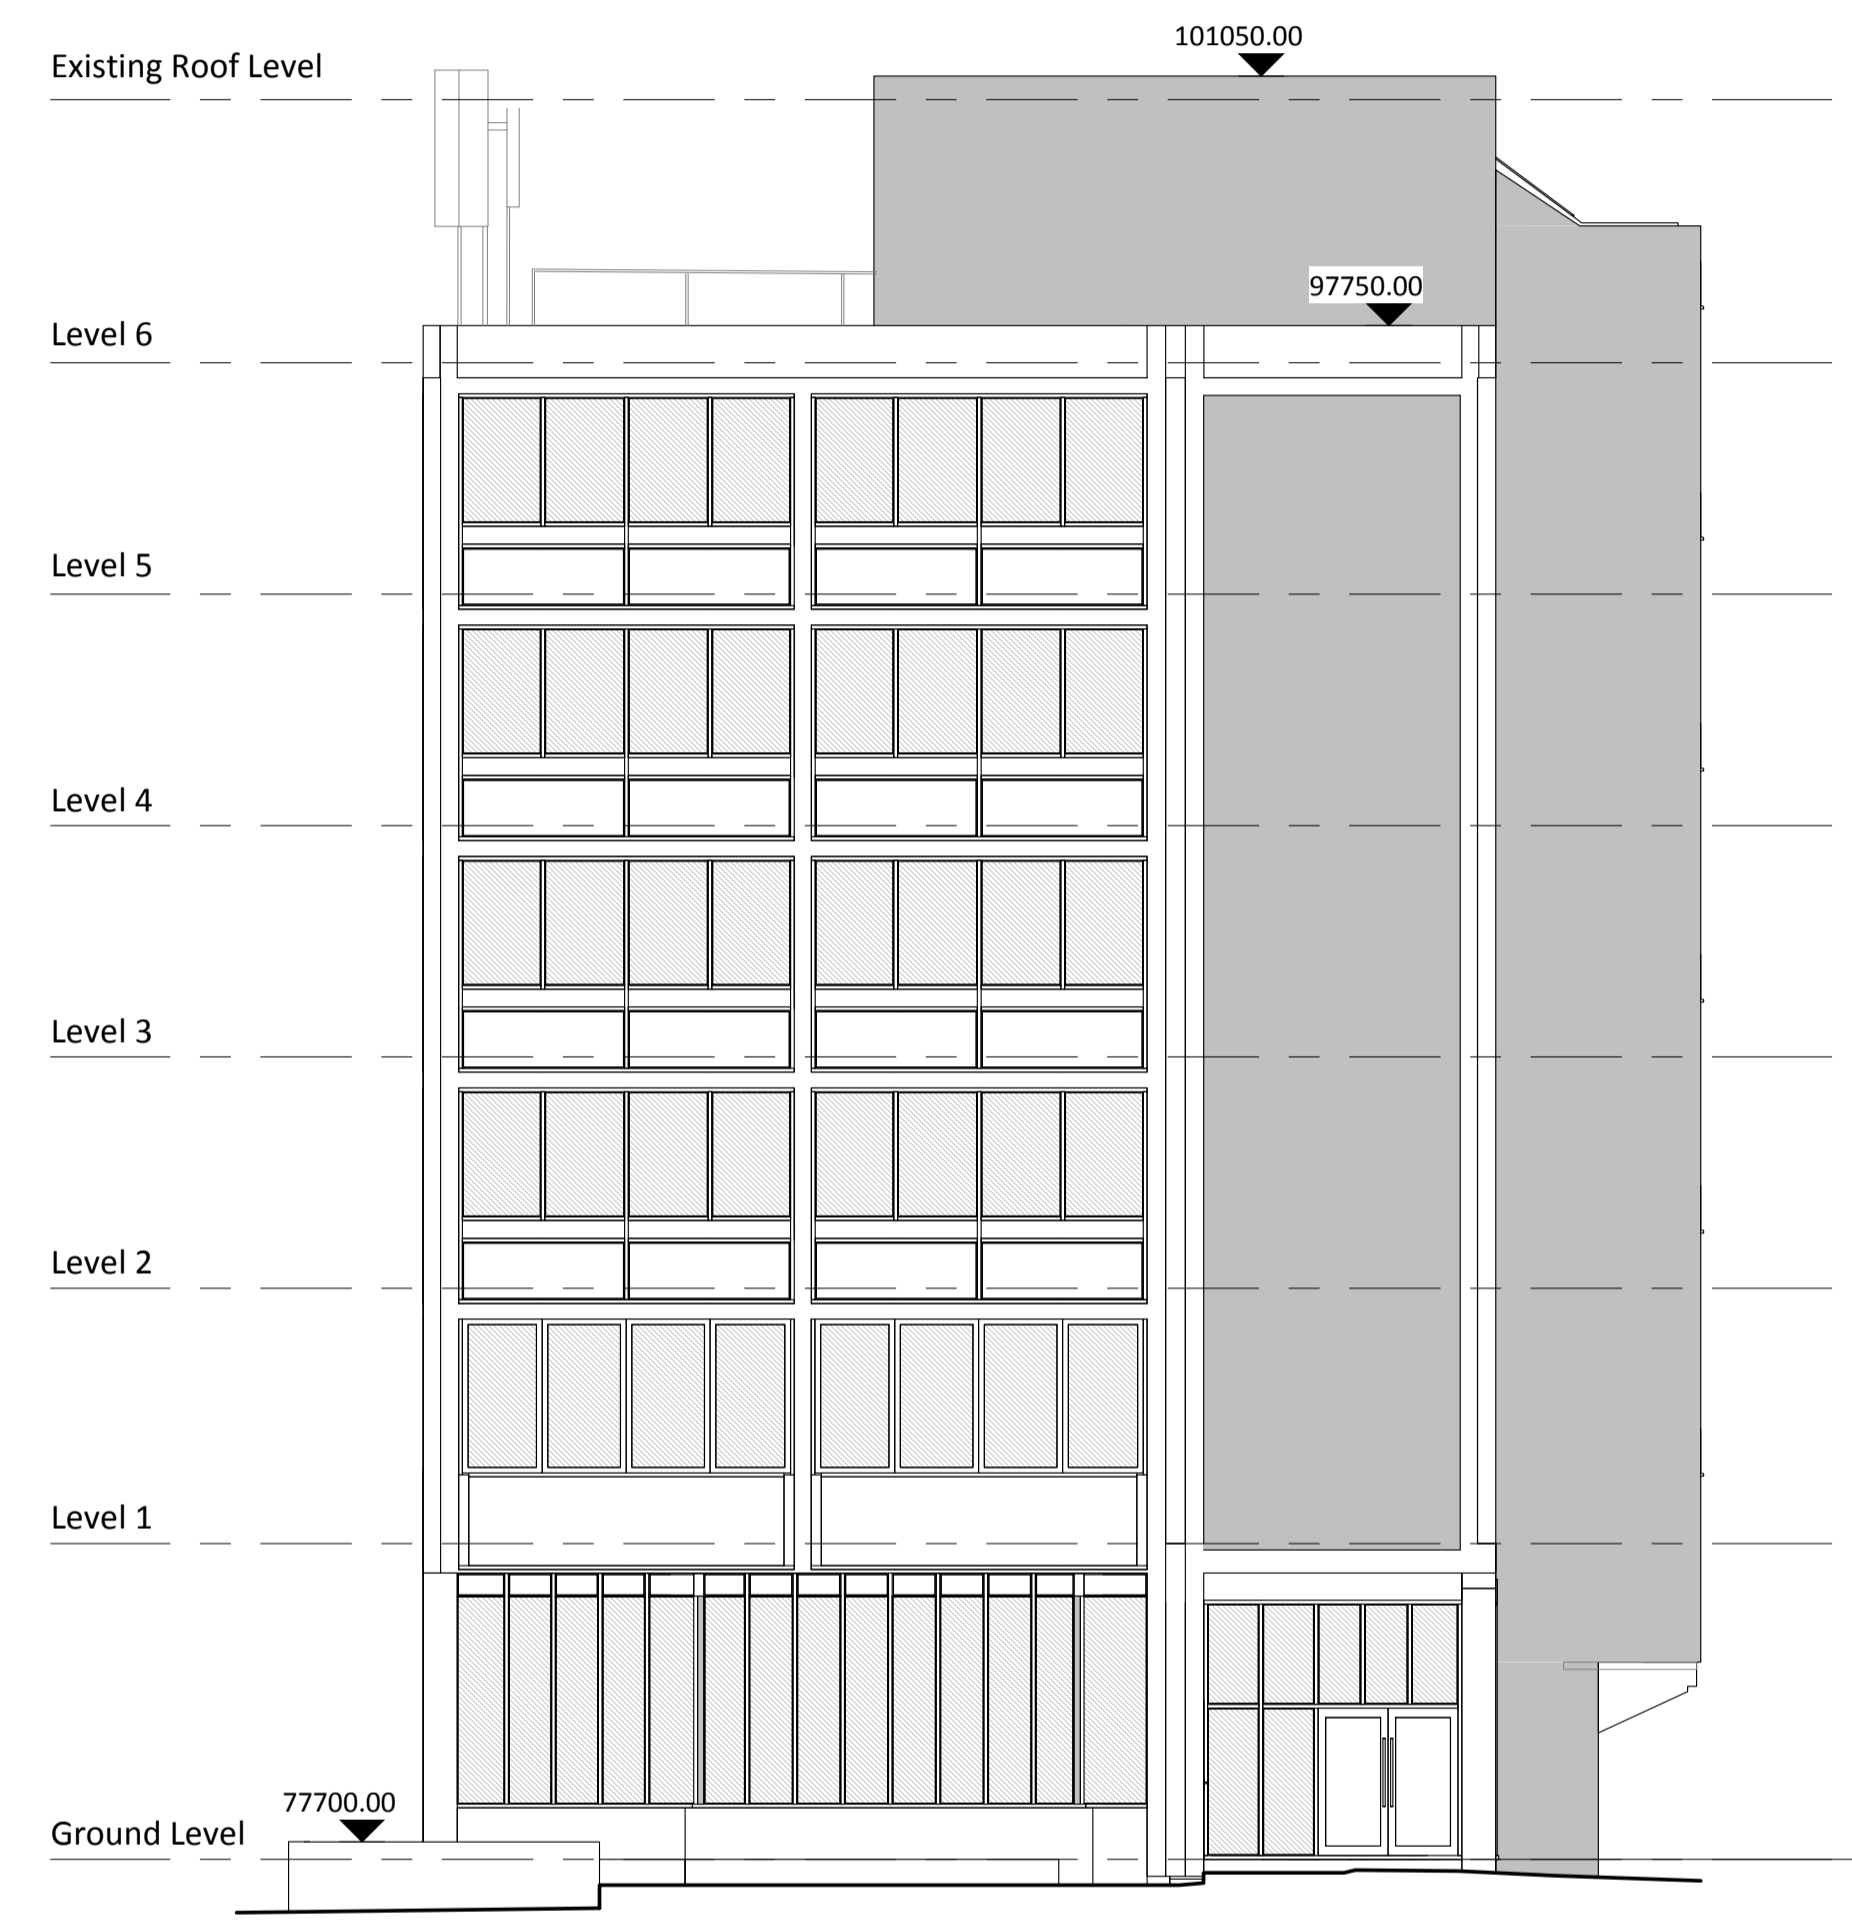 101050.00
Existing Roof Level
97750.00
Level 6
Level 5
Level 4
Level 3
Level 2
Level 1
77700.00
Ground Level